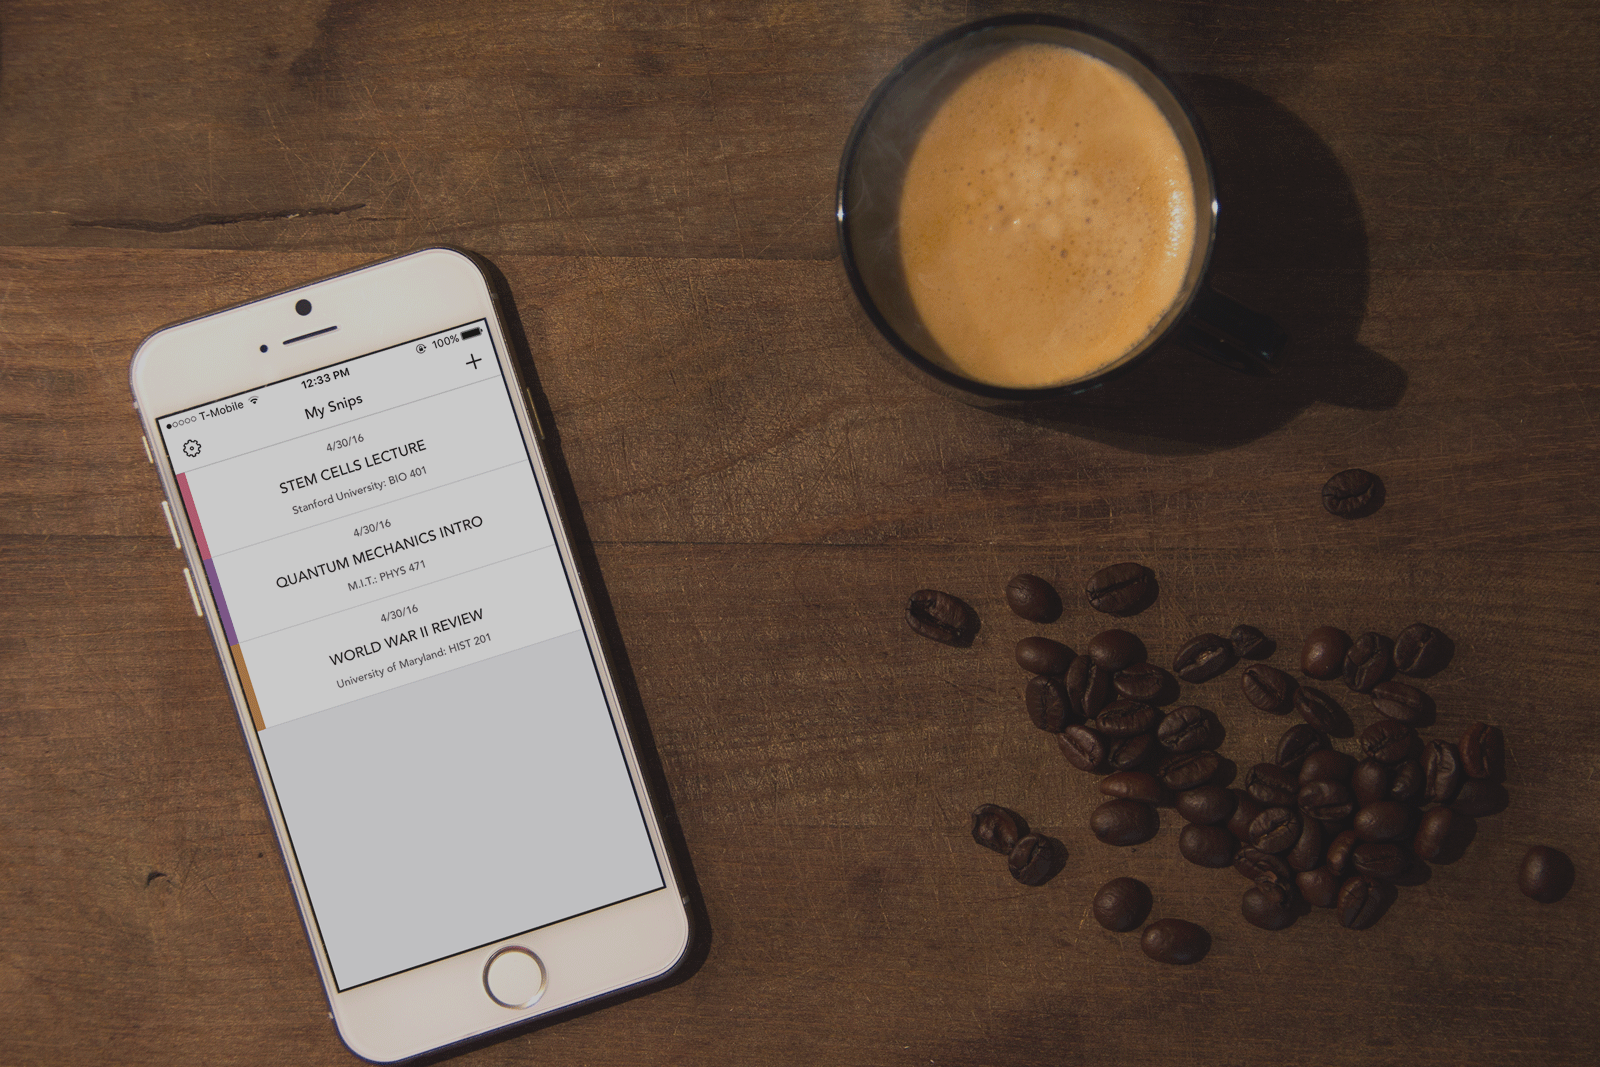 T-Mobile 12:33 PM 100%
My Snips +
4/30/16
STEM CELLS LECTURE
Stanford University: BIO 401
4/30/16
QUANTUM MECHANICS INTRO
M.I.T.: PHYS 471
4/30/16
WORLD WAR II REVIEW
University of Maryland: HIST 201